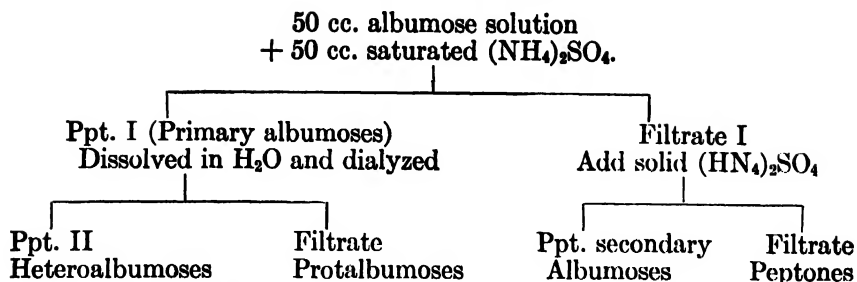 50 cc. albumose solution
+ 50 cc. saturated (NH₄)₂SO₄.
Ppt. I (Primary albumoses)
Dissolved in H₂O and dialyzed
Filtrate I
Add solid (HN₄)₂SO₄
Ppt. II
Heteroalbumoses
Filtrate
Protalbumoses
Ppt. secondary
Albumoses
Filtrate
Peptones